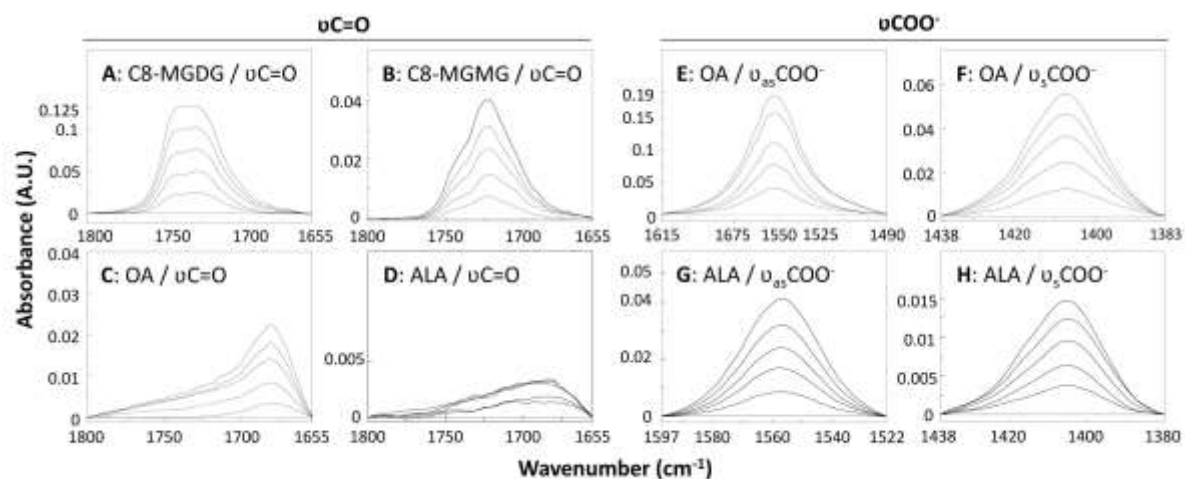 υC=O
υCOO⁻
A: C8-MGDG / υC=O
0.125
0.1
0.05
0
1800 1750 1700 1655
B: C8-MGMG / υC=O
0.04
0.02
0
1800 1750 1700 1655
E: OA / υasCOO⁻
0.19
0.15
0.1
0.05
0
1615 1675 1550 1525 1490
F: OA / υsCOO⁻
0.06
0.04
0.02
0
1438 1420 1400 1383
C: OA / υC=O
0.04
0.03
0.02
0.01
0
1800 1750 1700 1655
D: ALA / υC=O
0.005
0
1800 1750 1700 1655
G: ALA / υasCOO⁻
0.05
0.04
0.02
0
1597 1580 1560 1540 1522
H: ALA / υsCOO⁻
0.015
0.01
0.005
0
1438 1420 1400 1380
Absorbance (A.U.)
Wavenumber (cm⁻¹)